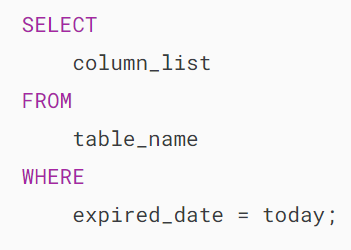 SELECT
    column_list
FROM
    table_name
WHERE
    expired_date = today;